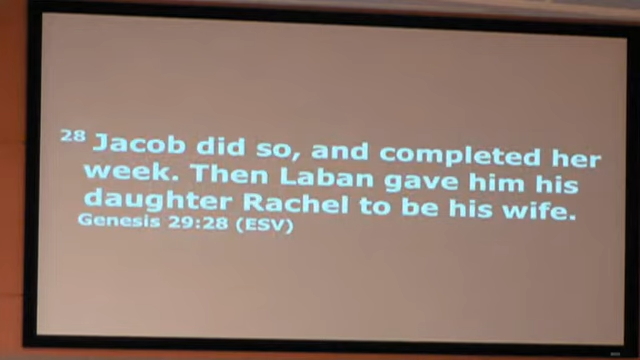 28 Jacob did so, and completed her
week. Then Laban gave him his
daughter Rachel to be his wife.
Genesis 29:28 (ESV)